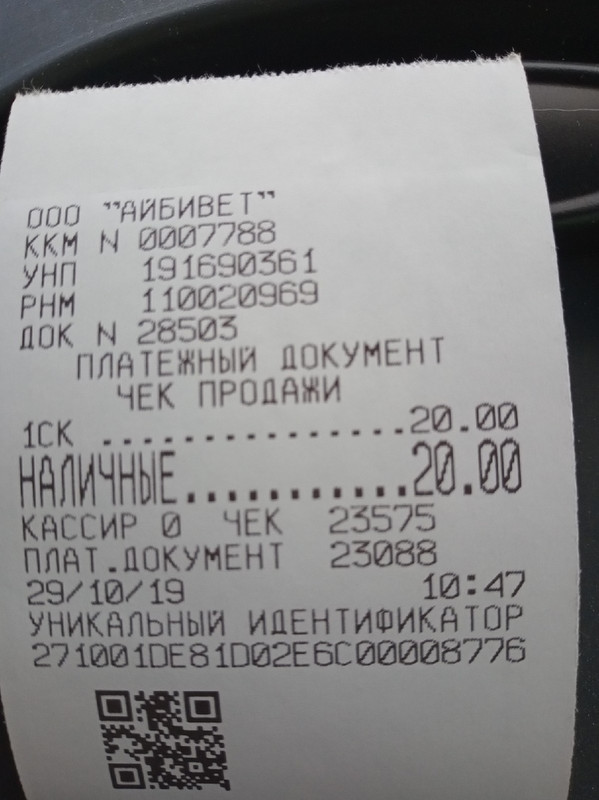 ООО "АЙБИВЕТ"
ККМ N 0007788
УНП 191690361
РНМ 110020969
ДОК N 28503
ПЛАТЕЖНЫЙ ДОКУМЕНТ
ЧЕК ПРОДАЖИ
1СК ................20.00
НАЛИЧНЫЕ............20.00
КАССИР 0 ЧЕК 23575
ПЛАТ.ДОКУМЕНТ 23088
29/10/19 10:47
УНИКАЛЬНЫЙ ИДЕНТИФИКАТОР
271001DE81D02E6C00008776